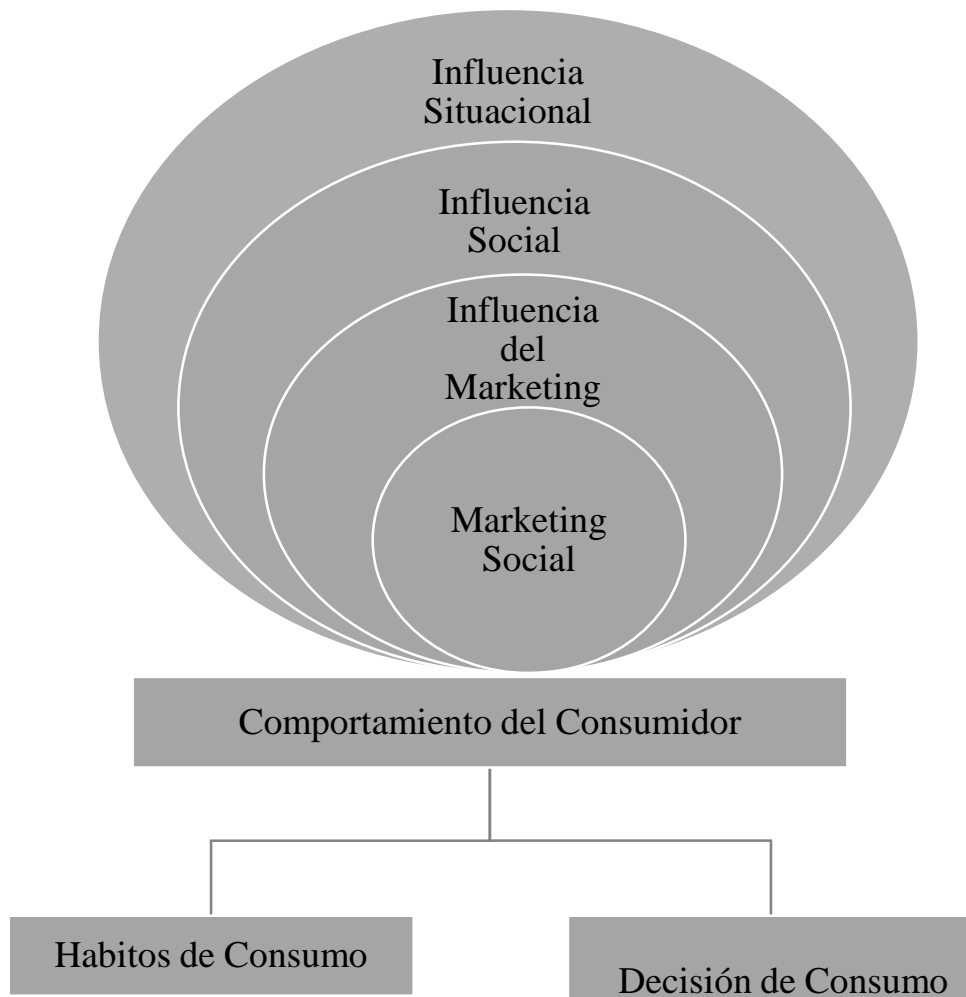 Influencia
Situacional
Influencia
Social
Influencia
del
Marketing
Marketing
Social
Comportamiento del Consumidor
Habitos de Consumo
Decisión de Consumo